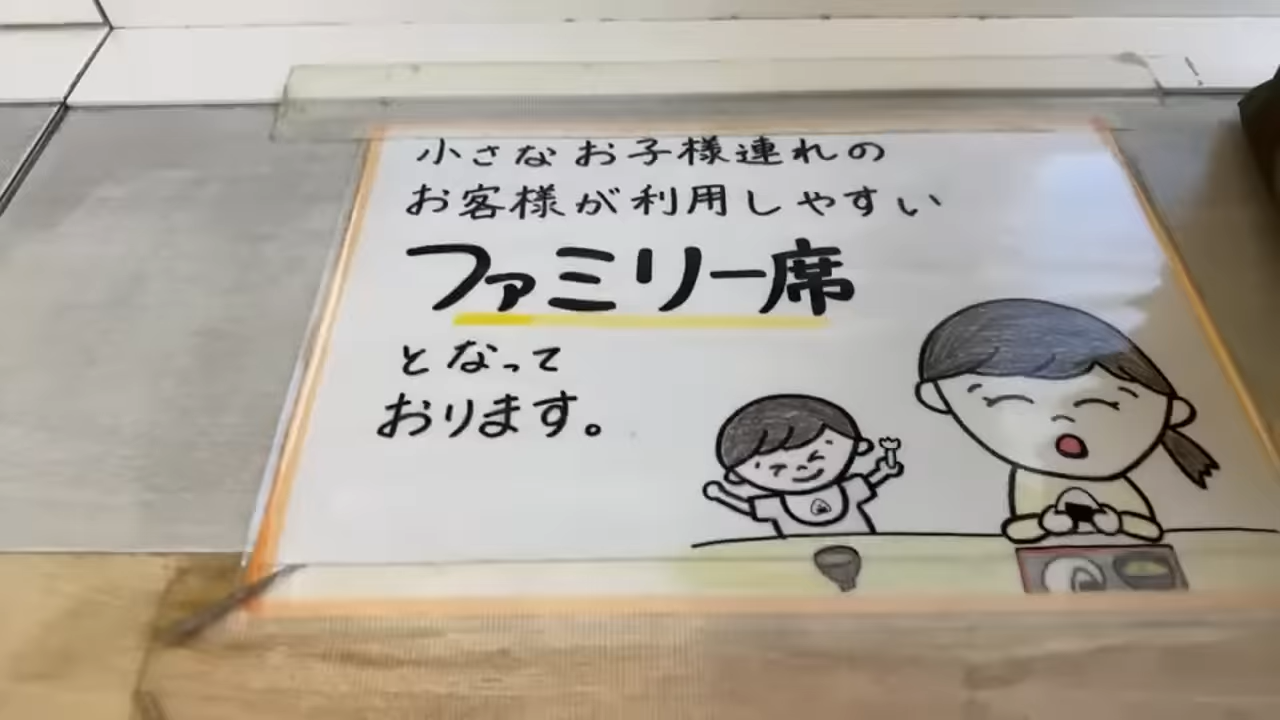 小さなお子様連れの
お客様が利用しやすい
ファミリー席
となって
おります。